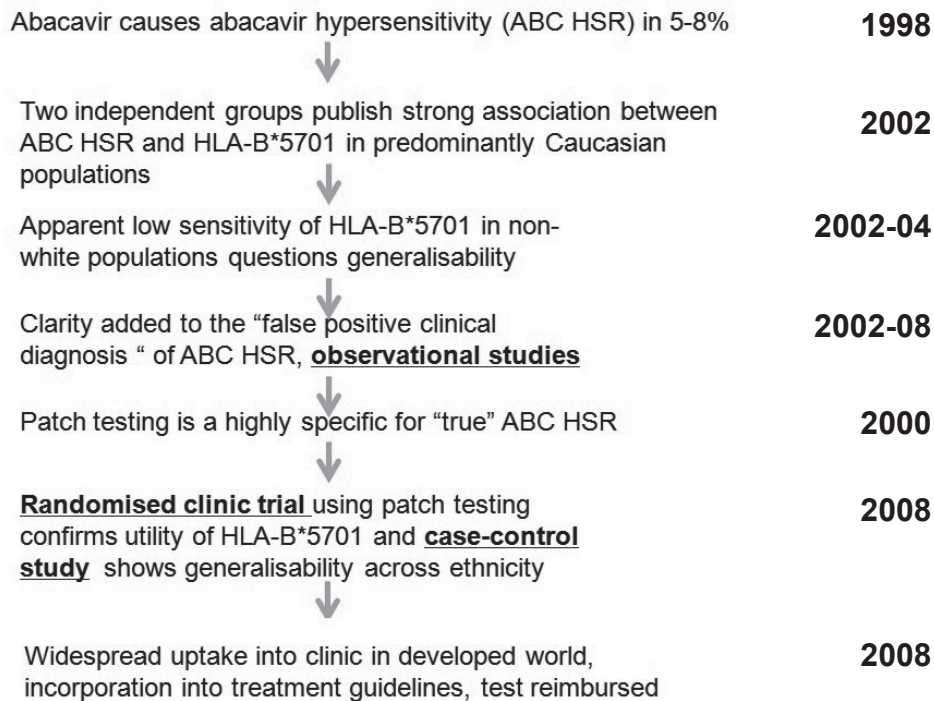 Abacavir causes abacavir hypersensitivity (ABC HSR) in 5-8%
1998
Two independent groups publish strong association between
ABC HSR and HLA-B*5701 in predominantly Caucasian
populations
2002
Apparent low sensitivity of HLA-B*5701 in non-
white populations questions generalisability
2002-04
Clarity added to the “false positive clinical
diagnosis “ of ABC HSR, observational studies
2002-08
Patch testing is a highly specific for “true” ABC HSR
2000
Randomised clinic trial using patch testing
confirms utility of HLA-B*5701 and case-control
study shows generalisability across ethnicity
2008
Widespread uptake into clinic in developed world,
incorporation into treatment guidelines, test reimbursed
2008